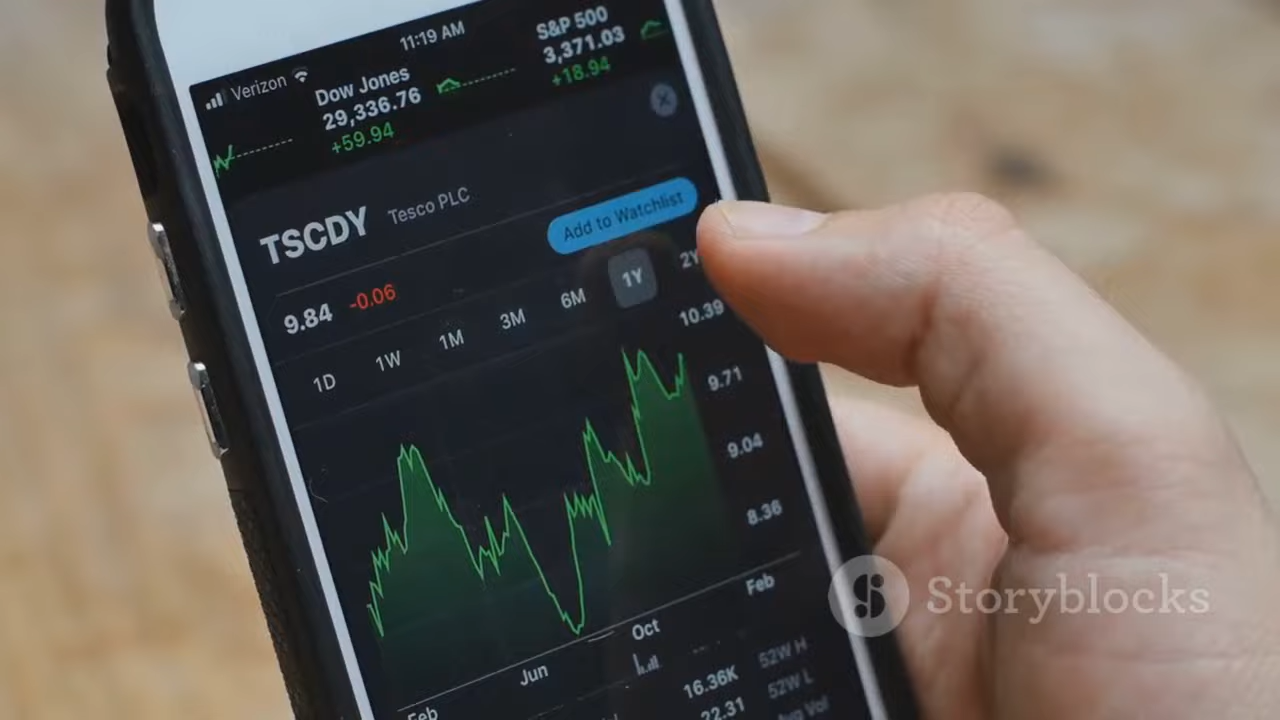 Verizon
11:19 AM
Dow Jones
29,336.76
+59.94
S&P 500
3,371.03
+18.94
TSCDY Tesco PLC
Add to Watchlist
9.84 -0.06
1D 1W 1M 3M 6M 1Y 2Y
10.39
9.71
9.04
8.36
Feb Jun Oct Feb
16.36K 52W H
22.31 52W L
Vol
Storyblocks